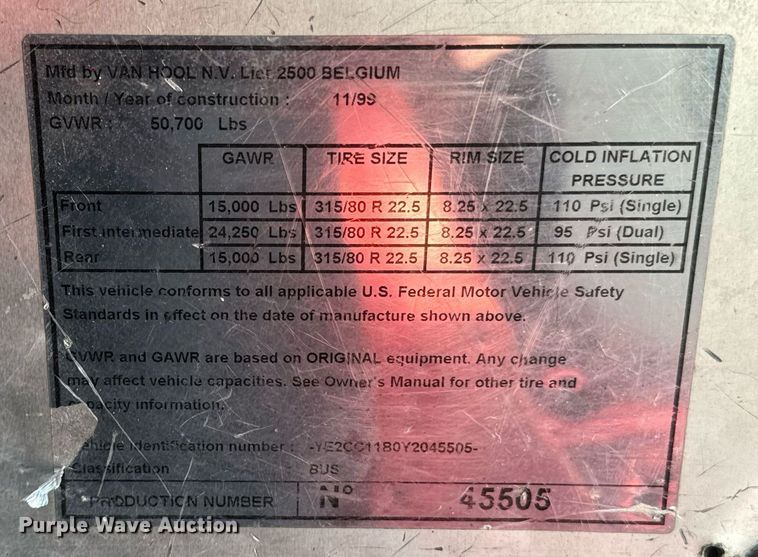 Mfd by VAN HOOL N.V. Lier 2500 BELGIUM
Month / Year of construction : 11/99
GVWR : 50,700 Lbs
GAWR TIRE SIZE RIM SIZE COLD INFLATION
PRESSURE
Front 15,000 Lbs 315/80 R 22.5 8.25 x 22.5 110 Psi (Single)
First intermediate 24,250 Lbs 315/80 R 22.5 8.25 x 22.5 95 Psi (Dual)
Rear 15,000 Lbs 315/80 R 22.5 8.25 x 22.5 110 Psi (Single)
This vehicle conforms to all applicable U.S. Federal Motor Vehicle Safety
Standards in effect on the date of manufacture shown above.
GVWR and GAWR are based on ORIGINAL equipment. Any change
may affect vehicle capacities. See Owner's Manual for other tire and
capacity information.
Vehicle identification number : -YE2CC11B0Y2045505-
Classification BUS
PRODUCTION NUMBER N° 45505
Purple Wave Auction